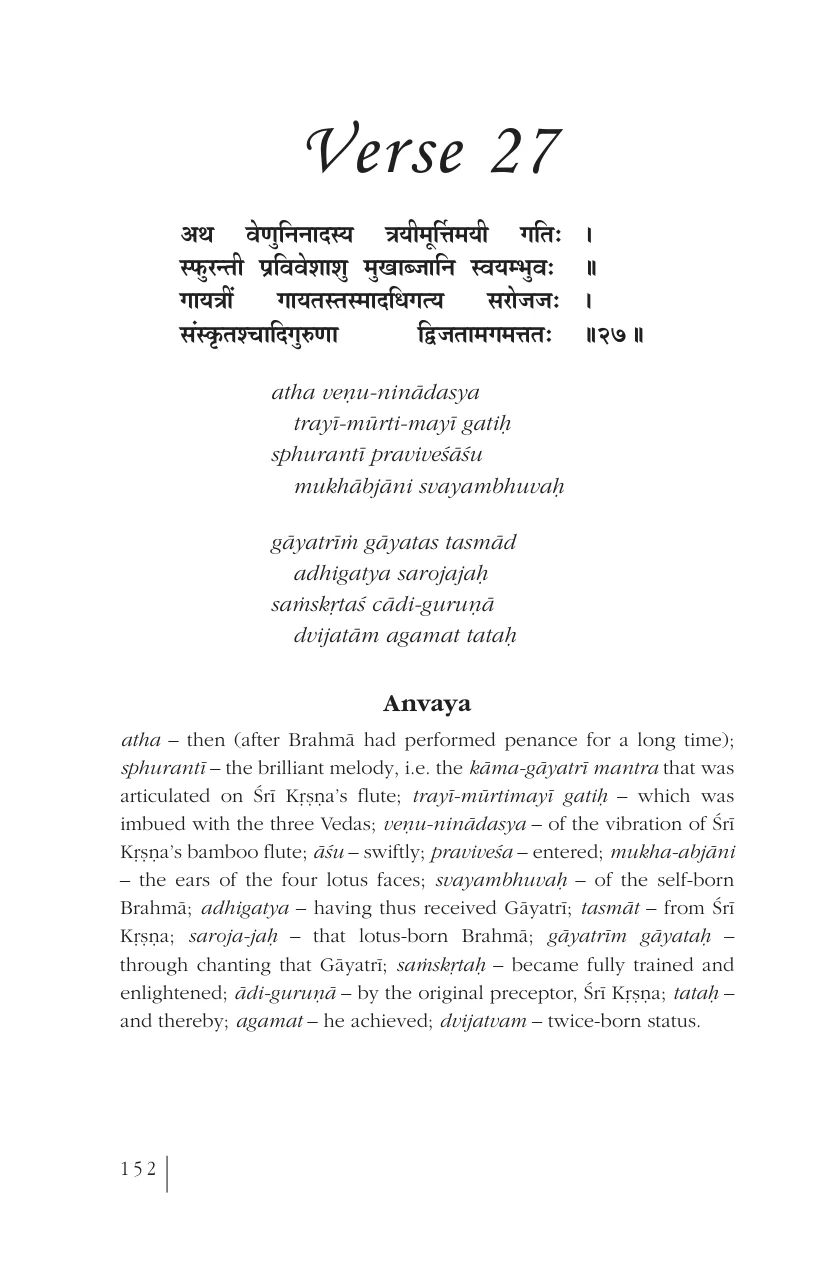 Verse 27
अथ वेणुनिनादस्य त्रयीमूर्त्तिमयी गतिः ।
स्फुरन्ती प्रविवेशाशु मुखाब्जानि स्वयम्भुवः ॥
गायत्रीं गायतस्तस्मादधिगत्य सरोजजः ।
संस्कृतश्चादिगुरुणा द्विजतामगमत्ततः ॥२७॥
atha veṇu-ninādasya
trayī-mūrti-mayī gatiḥ
sphurantī praviveśāśu
mukhābjāni svayambhuvaḥ
gāyatrīṁ gāyatas tasmād
adhigatya sarojajaḥ
saṁskṛtaś cādi-guruṇā
dvijatām agamat tataḥ
Anvaya
atha – then (after Brahmā had performed penance for a long time);
sphurantī – the brilliant melody, i.e. the kāma-gāyatrī mantra that was
articulated on Śrī Kṛṣṇa’s flute; trayī-mūrtimayī gatiḥ – which was
imbued with the three Vedas; veṇu-ninādasya – of the vibration of Śrī
Kṛṣṇa’s bamboo flute; āśu – swiftly; praviveśa – entered; mukha-abjāni
– the ears of the four lotus faces; svayambhuvaḥ – of the self-born
Brahmā; adhigatya – having thus received Gāyatrī; tasmāt – from Śrī
Kṛṣṇa; saroja-jaḥ – that lotus-born Brahmā; gāyatrīm gāyataḥ –
through chanting that Gāyatrī; saṁskṛtaḥ – became fully trained and
enlightened; ādi-guruṇā – by the original preceptor, Śrī Kṛṣṇa; tataḥ –
and thereby; agamat – he achieved; dvijatvam – twice-born status.
152